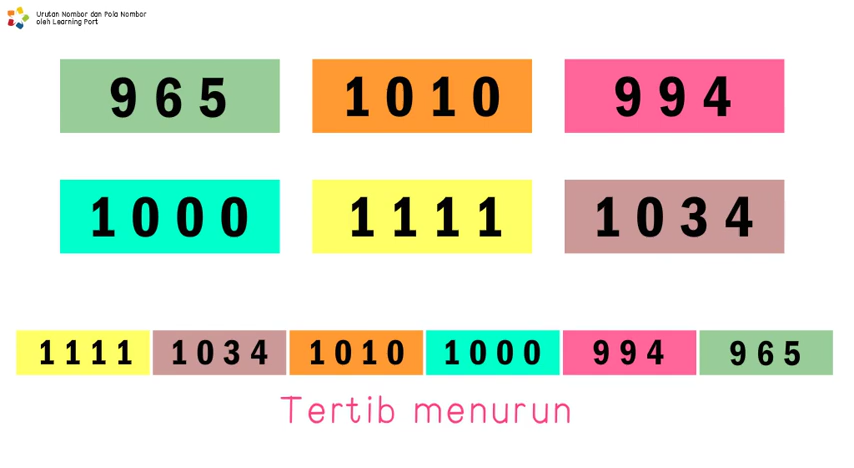 Urutan Nombor dan Pola Nombor
oleh Learning Port
965 1010 994
1000 1111 1034
1111 1034 1010 1000 994 965
Tertib menurun